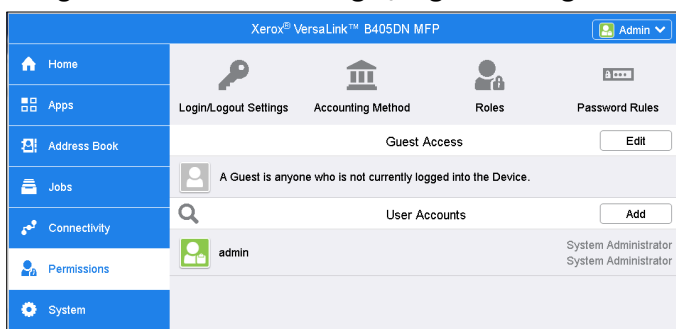 Xerox® VersaLink™ B405DN MFP
Admin
Home
Apps
Address Book
Jobs
Connectivity
Permissions
System
Login/Logout Settings
Accounting Method
Roles
Password Rules
Guest Access
Edit
A Guest is anyone who is not currently logged into the Device.
User Accounts
Add
admin
System Administrator
System Administrator